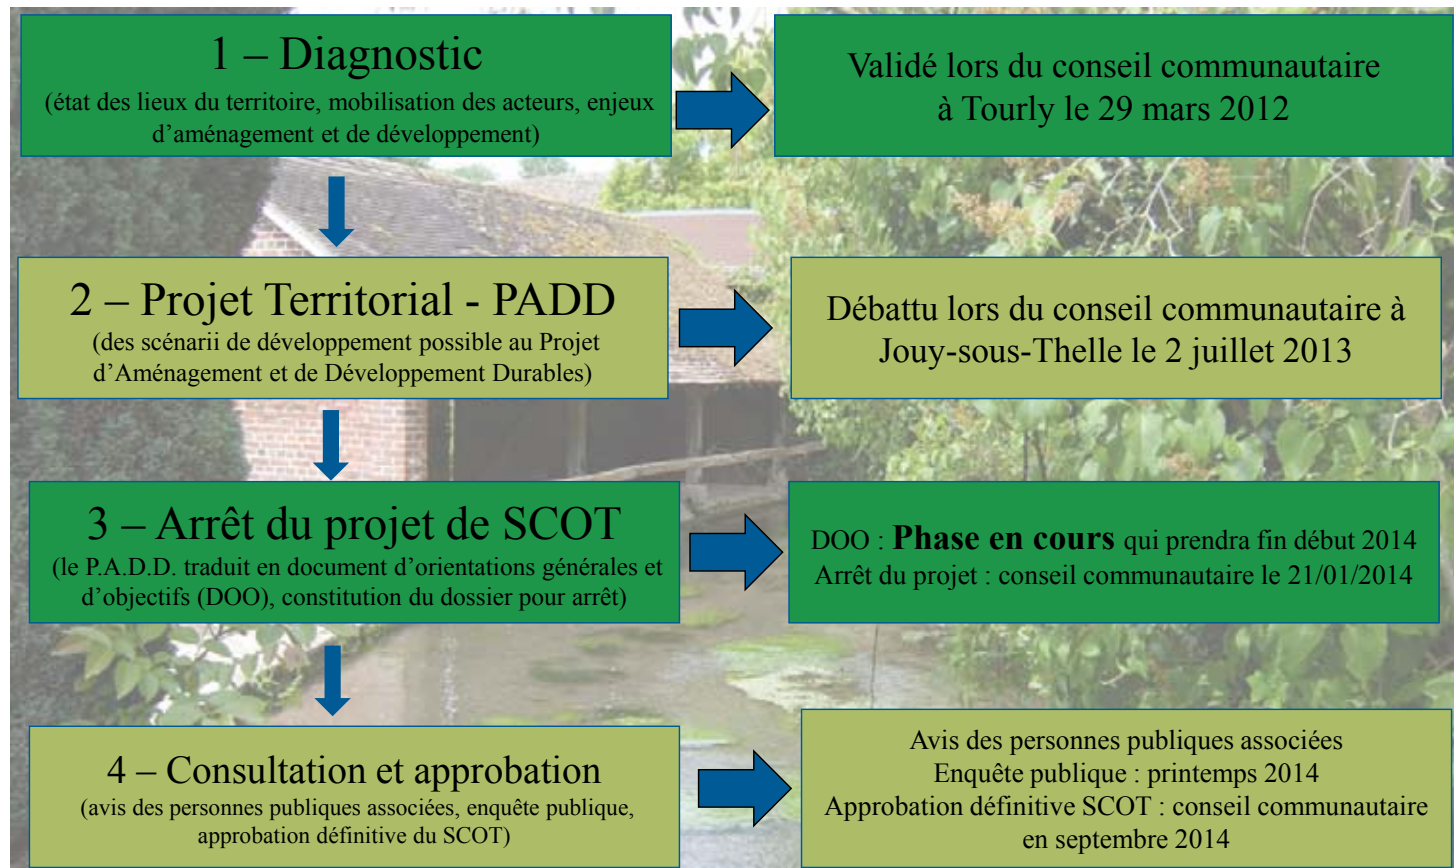 1 – Diagnostic
(état des lieux du territoire, mobilisation des acteurs, enjeux
d’aménagement et de développement)
Validé lors du conseil communautaire
à Tourly le 29 mars 2012
2 – Projet Territorial - PADD
(des scénarii de développement possible au Projet
d’Aménagement et de Développement Durables)
Débattu lors du conseil communautaire à
Jouy-sous-Thelle le 2 juillet 2013
3 – Arrêt du projet de SCOT
(le P.A.D.D. traduit en document d’orientations générales et
d’objectifs (DOO), constitution du dossier pour arrêt)
DOO : Phase en cours qui prendra fin début 2014
Arrêt du projet : conseil communautaire le 21/01/2014
4 – Consultation et approbation
(avis des personnes publiques associées, enquête publique,
approbation définitive du SCOT)
Avis des personnes publiques associées
Enquête publique : printemps 2014
Approbation définitive SCOT : conseil communautaire
en septembre 2014